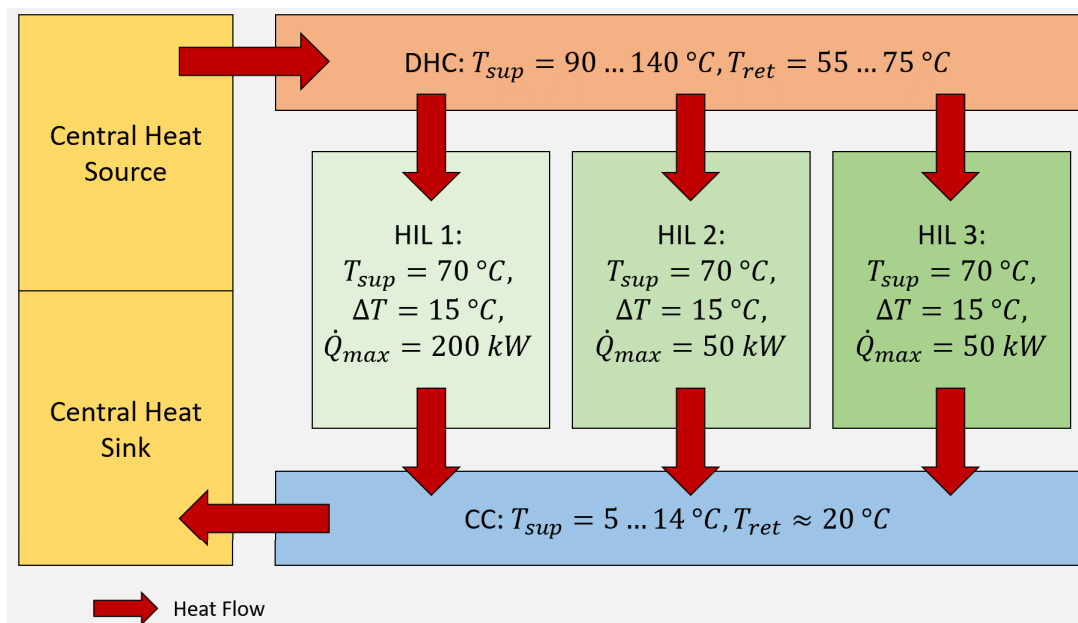 Central Heat
Source
DHC: T_sup = 90 … 140 °C, T_ret = 55 … 75 °C
HIL 1:
T_sup = 70 °C,
ΔT = 15 °C,
Q̇_max = 200 kW
HIL 2:
T_sup = 70 °C,
ΔT = 15 °C,
Q̇_max = 50 kW
HIL 3:
T_sup = 70 °C,
ΔT = 15 °C,
Q̇_max = 50 kW
Central Heat
Sink
CC: T_sup = 5 … 14 °C, T_ret ≈ 20 °C
Heat Flow